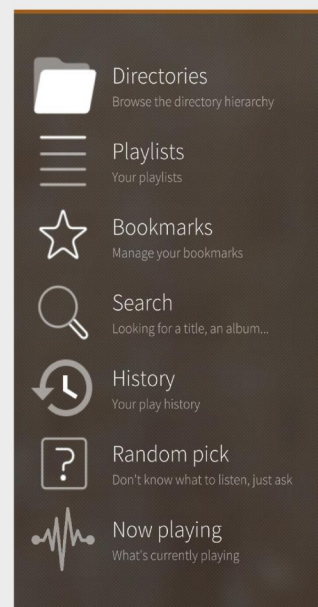 Directories
Browse the directory hierarchy
Playlists
Your playlists
Bookmarks
Manage your bookmarks
Search
Looking for a title, an album...
History
Your play history
Random pick
Don't know what to listen, just ask
Now playing
What's currently playing